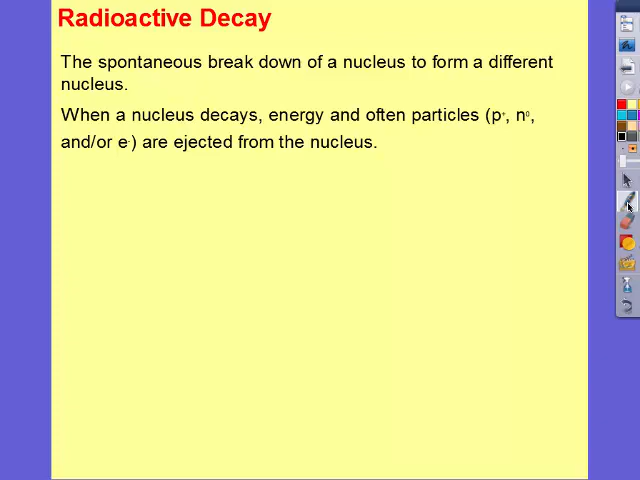 Radioactive Decay
The spontaneous break down of a nucleus to form a different
nucleus.
When a nucleus decays, energy and often particles (p⁺, n⁰,
and/or e⁻) are ejected from the nucleus.